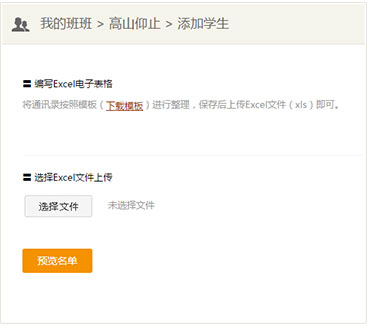 我的班班 > 高山仰止 > 添加学生
编写Excel电子表格
将通讯录按照模板（下载模板）进行整理，保存后上传Excel文件（xls）即可。
选择Excel文件上传
选择文件 未选择文件
预览名单